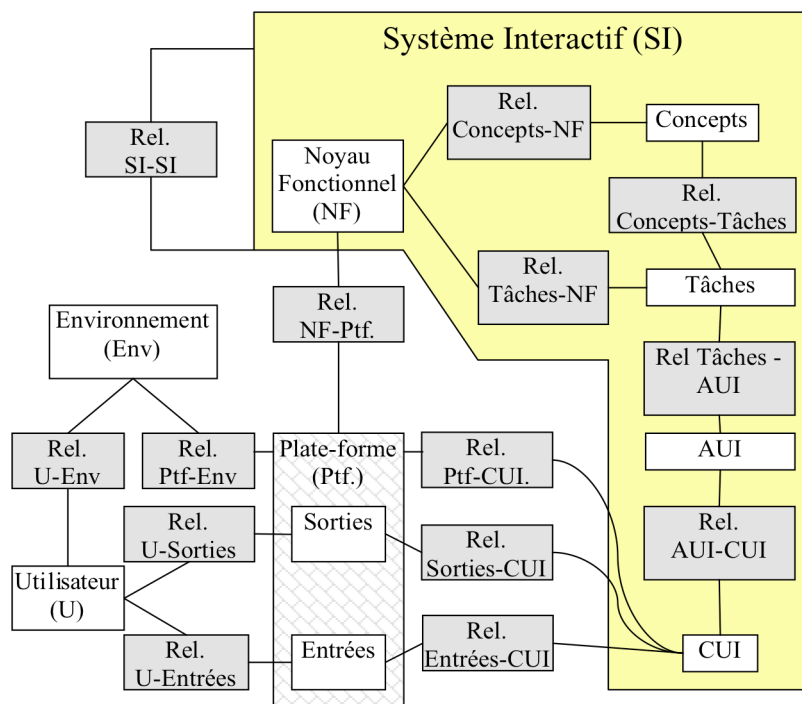 Système Interactif (SI)
Rel.
Concepts-NF
Concepts
Rel.
SI-SI
Noyau
Fonctionnel
(NF)
Rel.
Concepts-Tâches
Rel.
Tâches-NF
Tâches
Rel.
NF-Ptf.
Environnement
(Env)
Rel Tâches -
AUI
Rel.
U-Env
Rel.
Ptf-Env
Plate-forme
(Ptf.)
Rel.
Ptf-CUI.
AUI
Rel.
U-Sorties
Sorties
Rel.
Sorties-CUI
Rel.
AUI-CUI
Utilisateur
(U)
Rel.
U-Entrées
Entrées
Rel.
Entrées-CUI
CUI